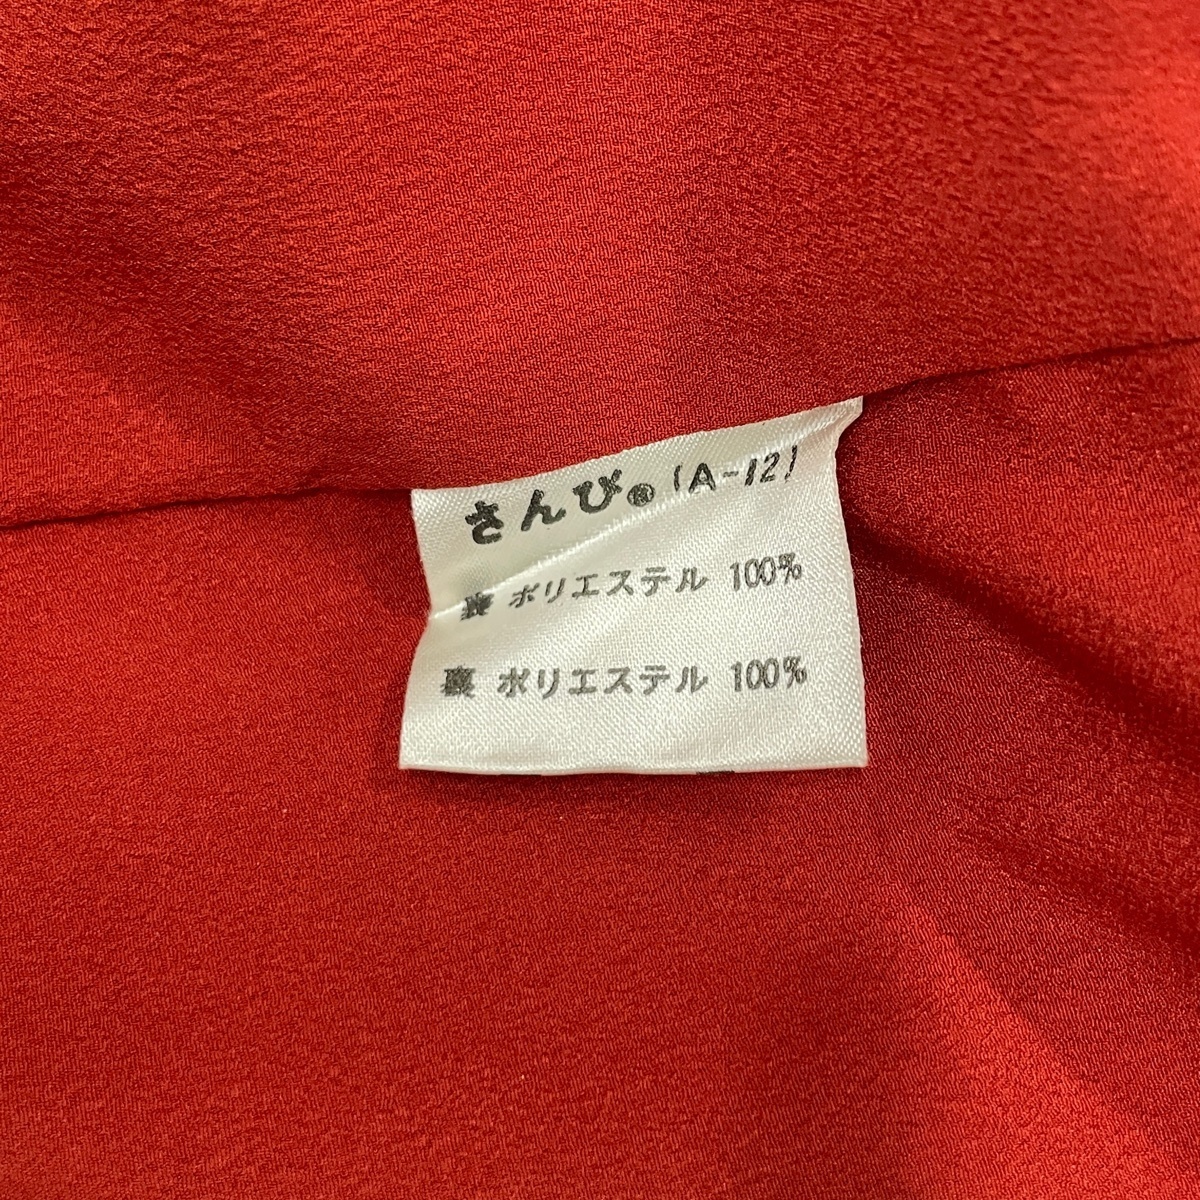 さんび® (A-12)
表 ポリエステル 100%
裏 ポリエステル 100%